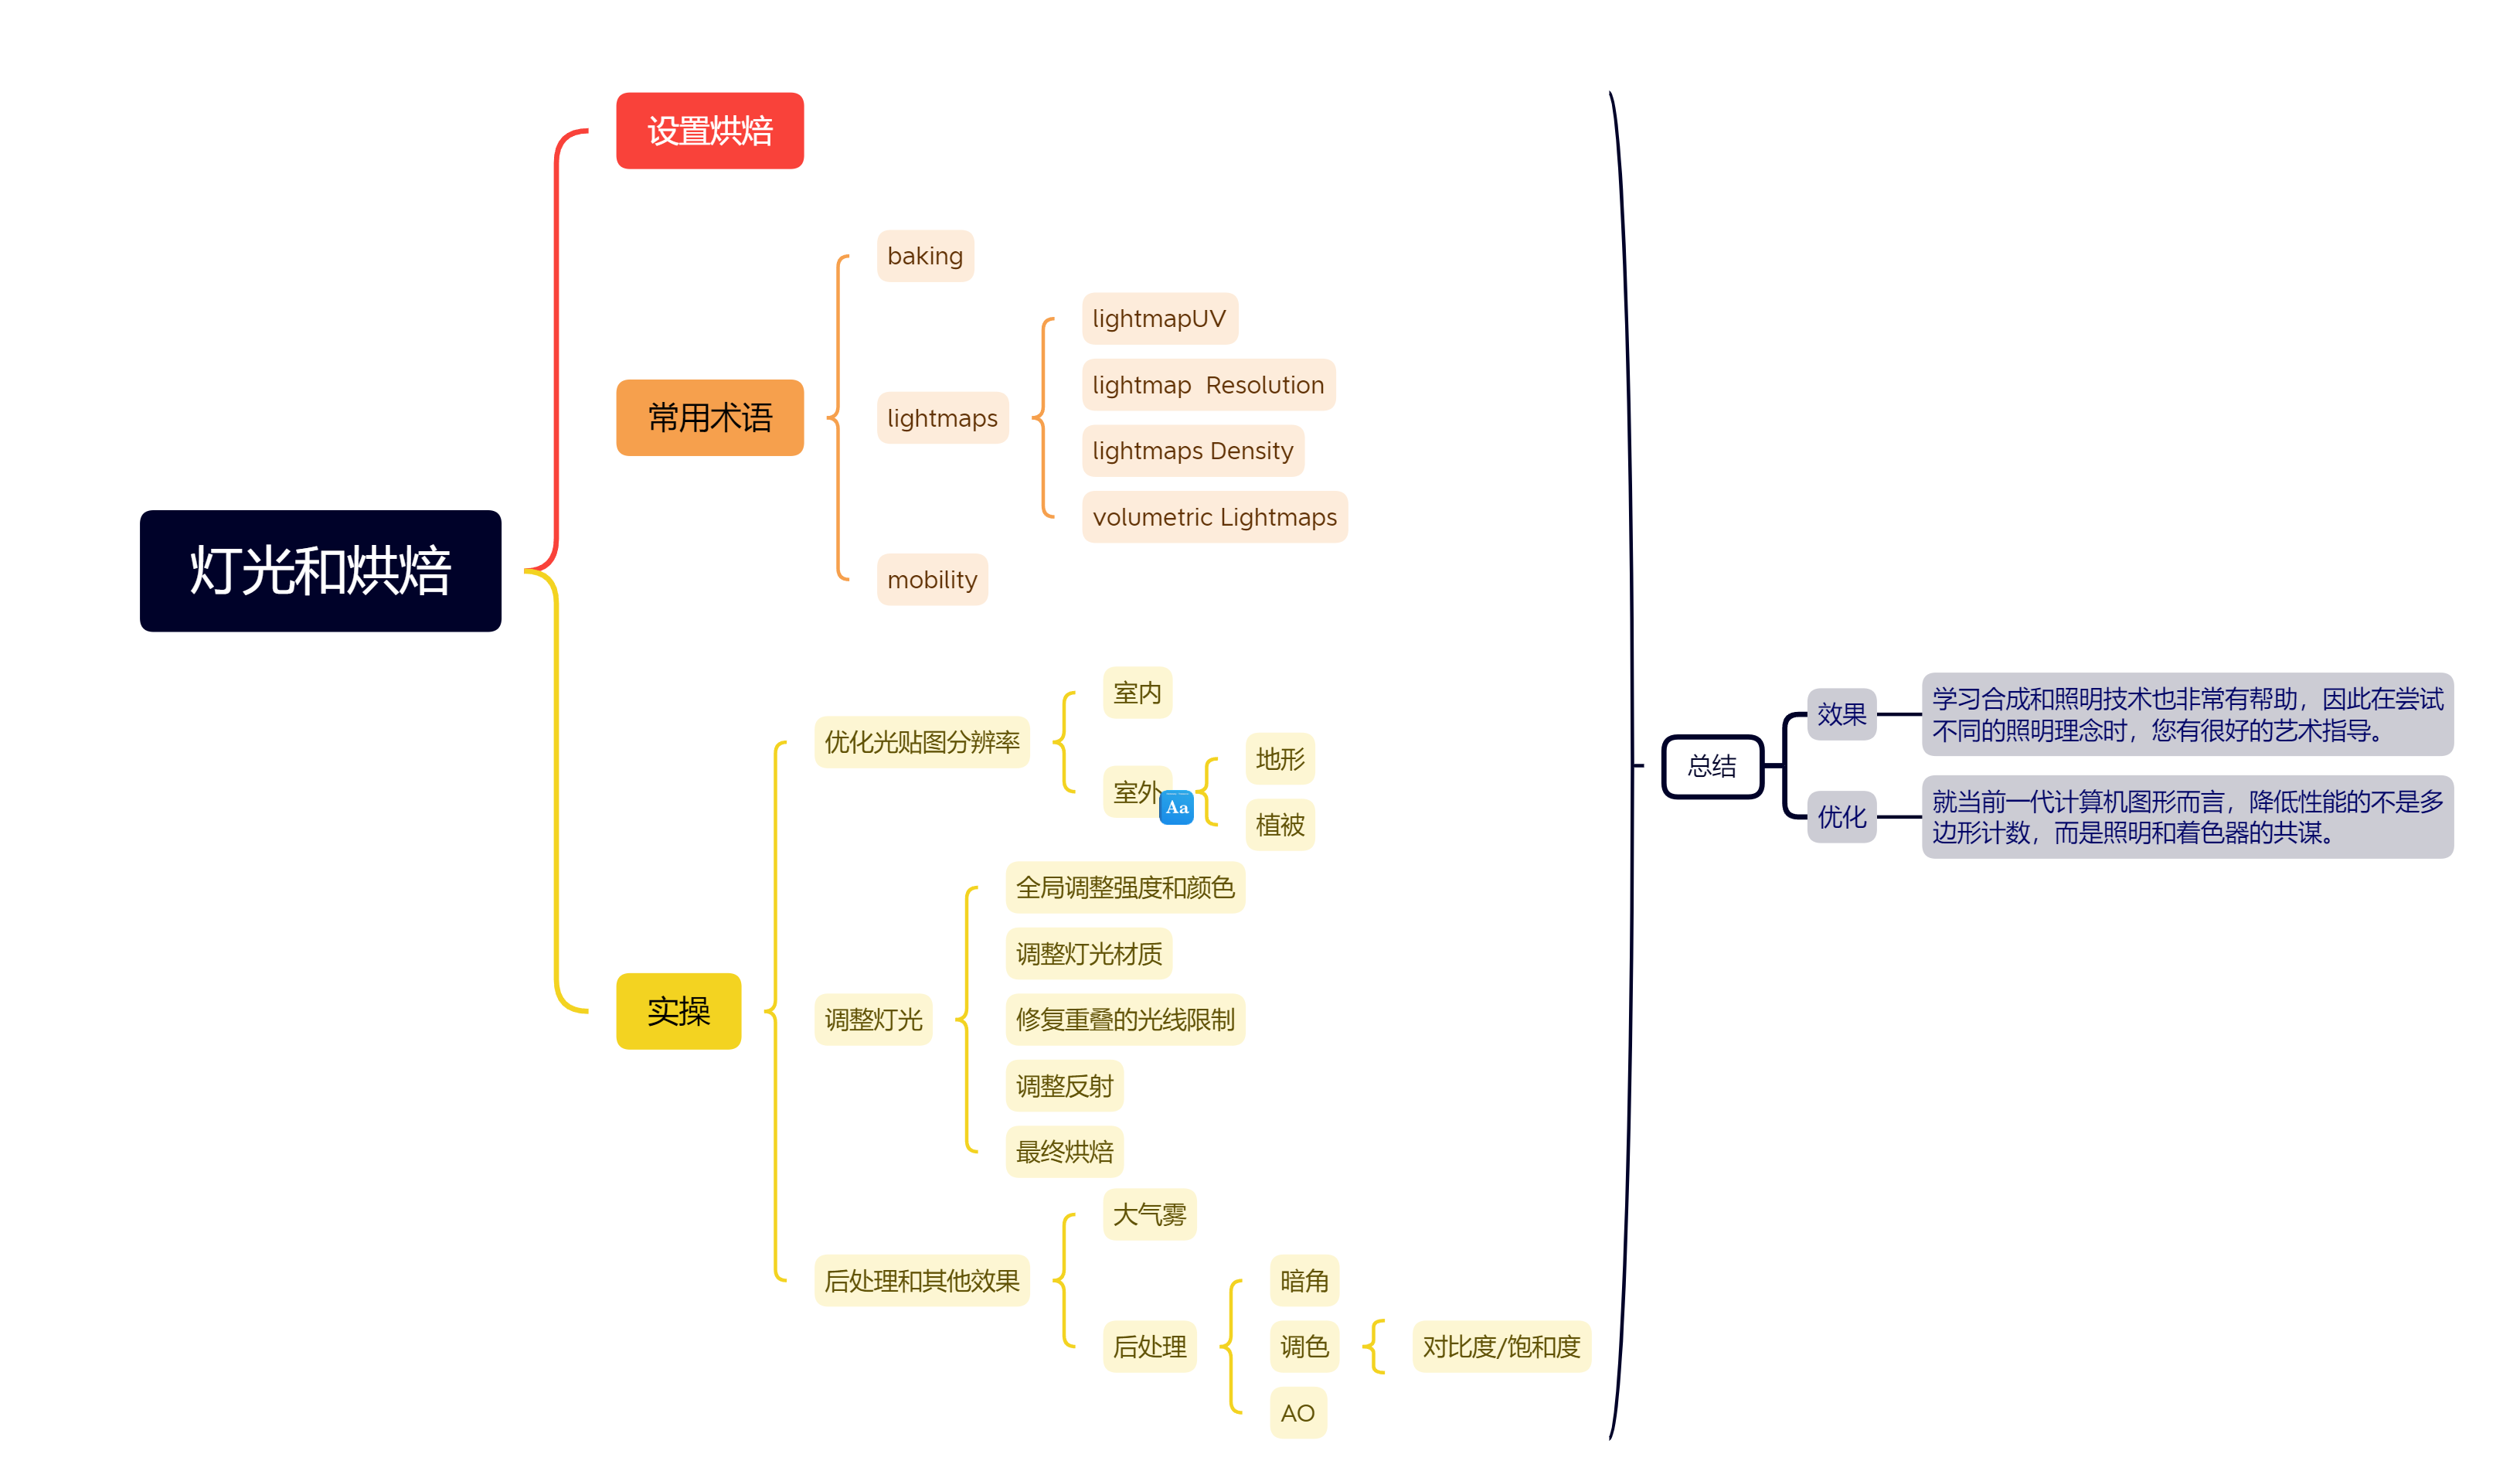 灯光和烘焙
设置烘焙
常用术语
baking
lightmaps
lightmapUV
lightmap  Resolution
lightmaps Density
volumetric Lightmaps
mobility
实操
优化光贴图分辨率
室内
室外
Aa
地形
植被
调整灯光
全局调整强度和颜色
调整灯光材质
修复重叠的光线限制
调整反射
最终烘焙
后处理和其他效果
大气雾
后处理
暗角
调色
对比度/饱和度
AO
总结
效果
学习合成和照明技术也非常有帮助，因此在尝试
不同的照明理念时，您有很好的艺术指导。
优化
就当前一代计算机图形而言，降低性能的不是多
边形计数，而是照明和着色器的共谋。